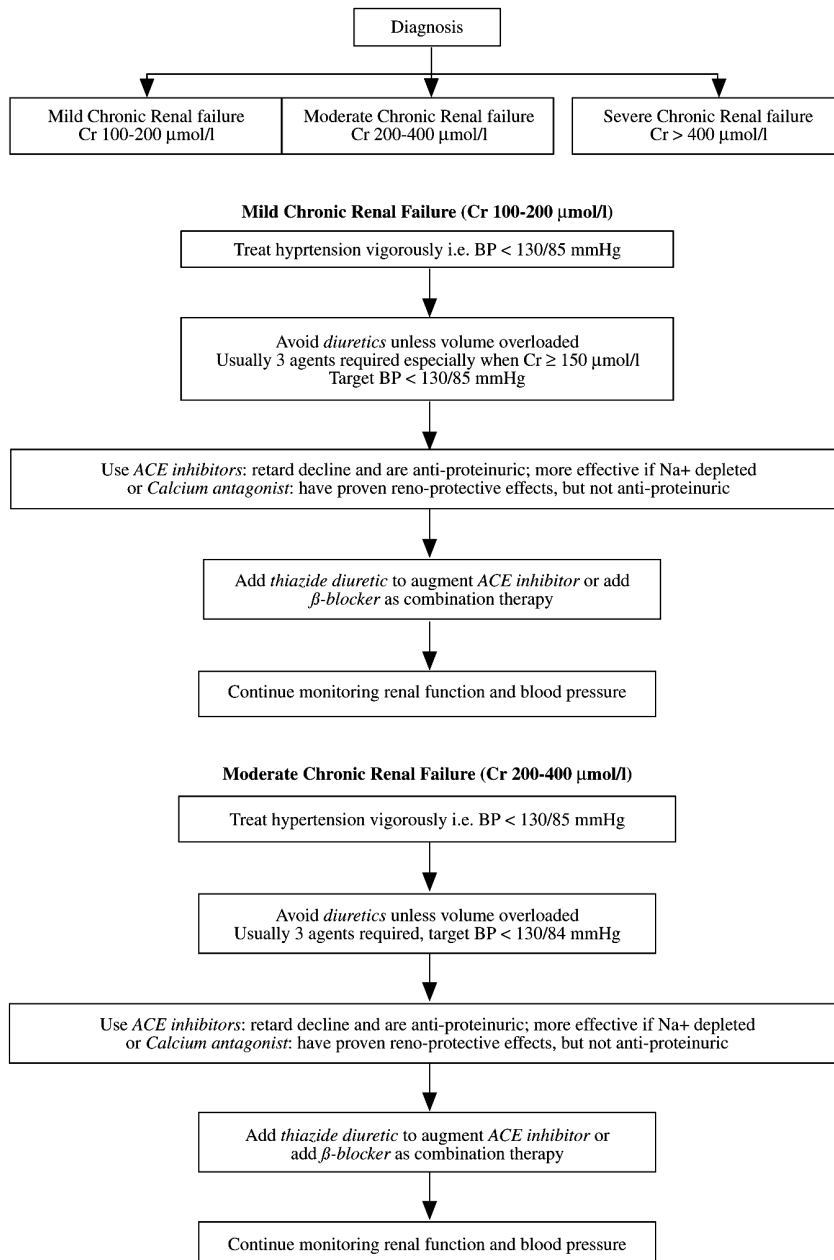 Diagnosis
Mild Chronic Renal failure
Cr 100-200 μmol/l
Moderate Chronic Renal failure
Cr 200-400 μmol/l
Severe Chronic Renal failure
Cr > 400 μmol/l
Mild Chronic Renal Failure (Cr 100-200 μmol/l)
Treat hyprtension vigorously i.e. BP < 130/85 mmHg
Avoid diuretics unless volume overloaded
Usually 3 agents required especially when Cr ≥ 150 μmol/l
Target BP < 130/85 mmHg
Use ACE inhibitors: retard decline and are anti-proteinuric; more effective if Na+ depleted
or Calcium antagonist: have proven reno-protective effects, but not anti-proteinuric
Add thiazide diuretic to augment ACE inhibitor or add
ß-blocker as combination therapy
Continue monitoring renal function and blood pressure
Moderate Chronic Renal Failure (Cr 200-400 μmol/l)
Treat hypertension vigorously i.e. BP < 130/85 mmHg
Avoid diuretics unless volume overloaded
Usually 3 agents required, target BP < 130/84 mmHg
Use ACE inhibitors: retard decline and are anti-proteinuric; more effective if Na+ depleted
or Calcium antagonist: have proven reno-protective effects, but not anti-proteinuric
Add thiazide diuretic to augment ACE inhibitor or
add ß-blocker as combination therapy
Continue monitoring renal function and blood pressure